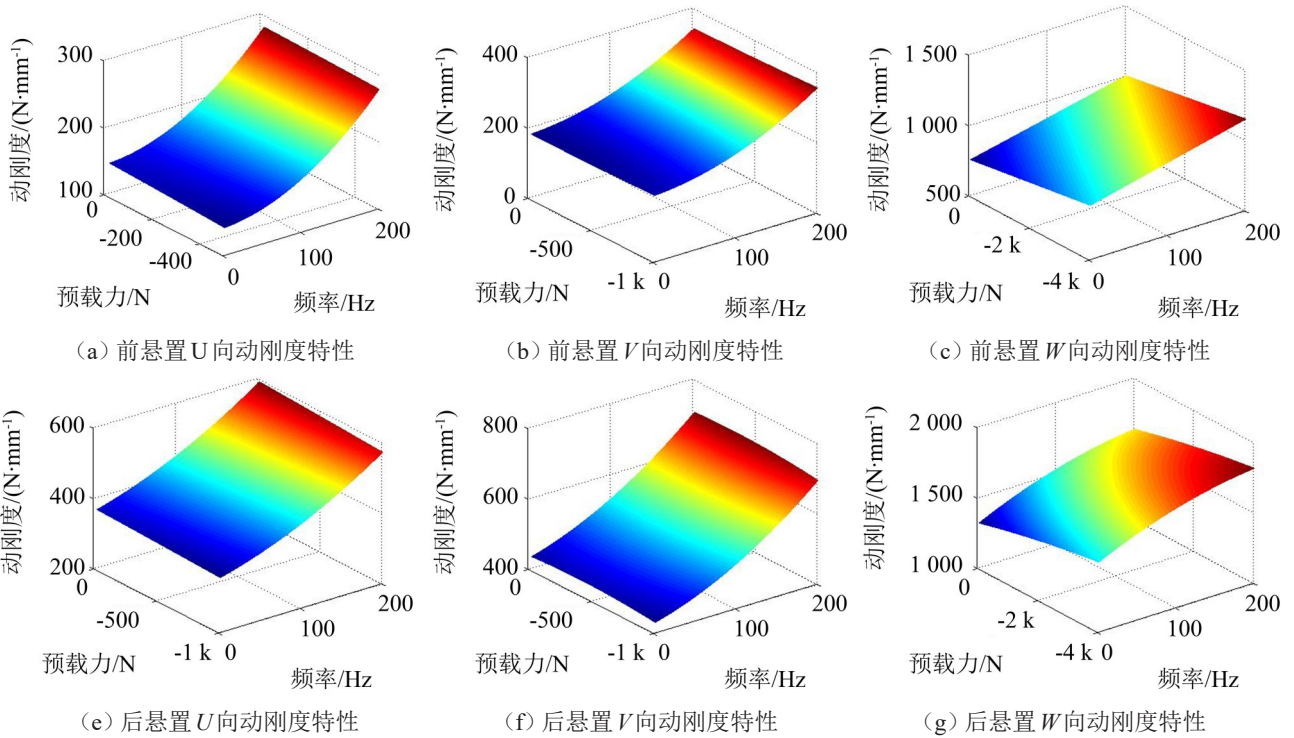 动刚度/(N·mm⁻¹)
300
200
100
0
-200
-400
0
100
200
预载力/N
频率/Hz
（a）前悬置U向动刚度特性
动刚度/(N·mm⁻¹)
400
200
0
0
-500
-1 k
0
100
200
预载力/N
频率/Hz
（b）前悬置V向动刚度特性
动刚度/(N·mm⁻¹)
1 500
1 000
500
0
-2 k
-4 k
0
100
200
预载力/N
频率/Hz
（c）前悬置W向动刚度特性
动刚度/(N·mm⁻¹)
600
400
200
0
-500
-1 k
0
100
200
预载力/N
频率/Hz
（e）后悬置U向动刚度特性
动刚度/(N·mm⁻¹)
800
600
400
0
-500
-1 k
0
100
200
预载力/N
频率/Hz
（f）后悬置V向动刚度特性
动刚度/(N·mm⁻¹)
2 000
1 500
1 000
0
-2 k
-4 k
0
100
200
预载力/N
频率/Hz
（g）后悬置W向动刚度特性